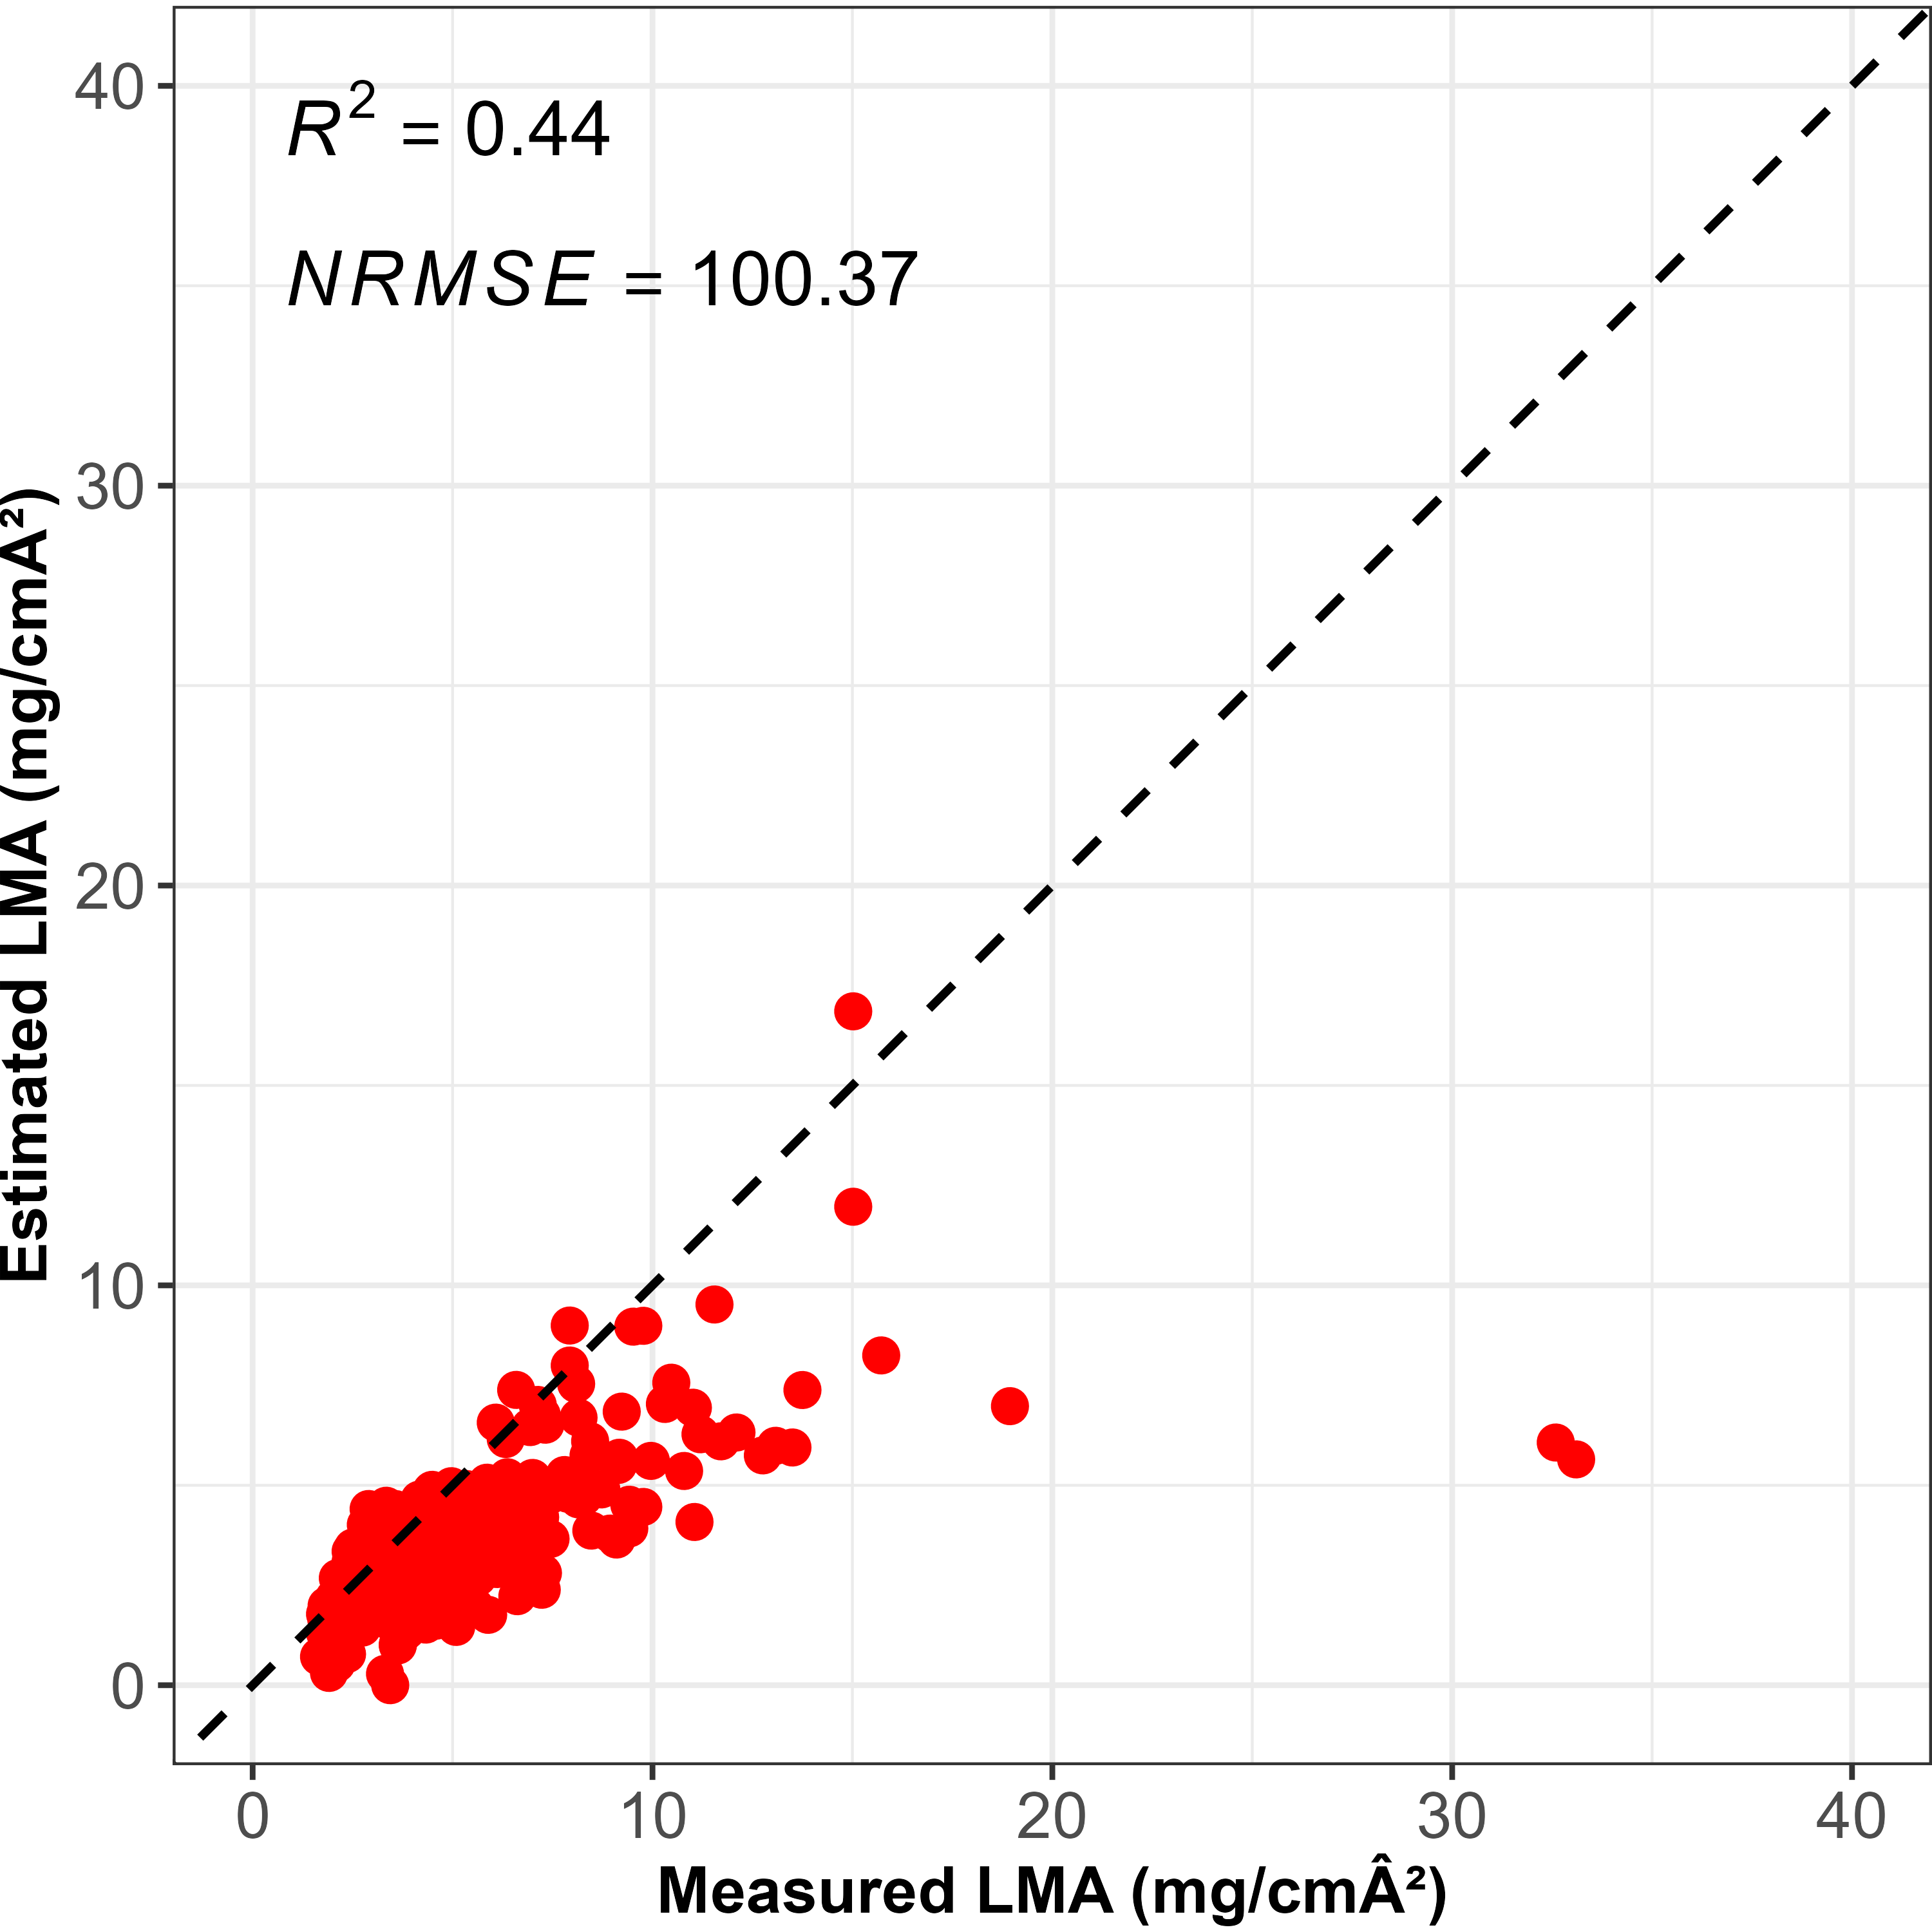 R² = 0.44
NRMSE = 100.37
40
30
20
10
0
Estimated LMA (mg/cmÂ²)
0 10 20 30 40
Measured LMA (mg/cmÂ²)